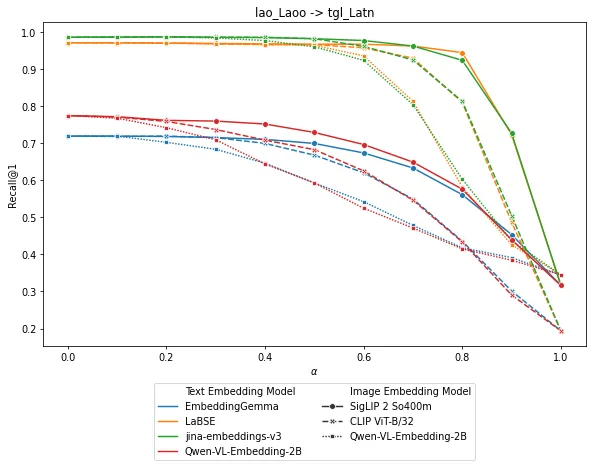 lao_Laoo -> tgl_Latn
Recall@1
1.0
0.9
0.8
0.7
0.6
0.5
0.4
0.3
0.2
0.0 0.2 0.4 0.6 0.8 1.0
α
Text Embedding Model Image Embedding Model
EmbeddingGemma SigLIP 2 So400m
LaBSE CLIP ViT-B/32
jina-embeddings-v3 Qwen-VL-Embedding-2B
Qwen-VL-Embedding-2B